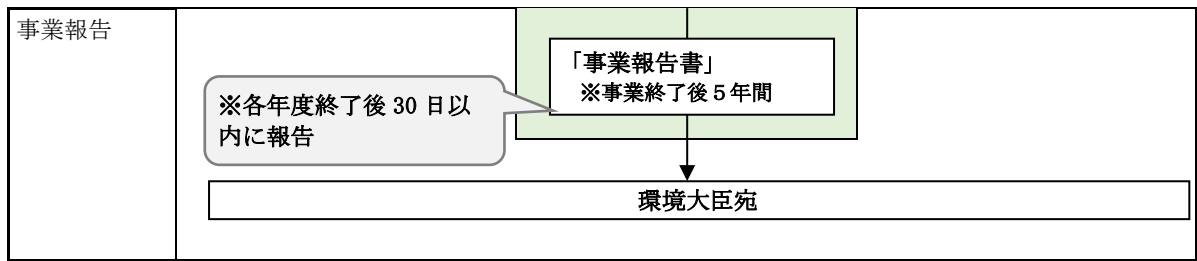 事業報告
「事業報告書」
※事業終了後５年間
※各年度終了後 30 日以
内に報告
環境大臣宛